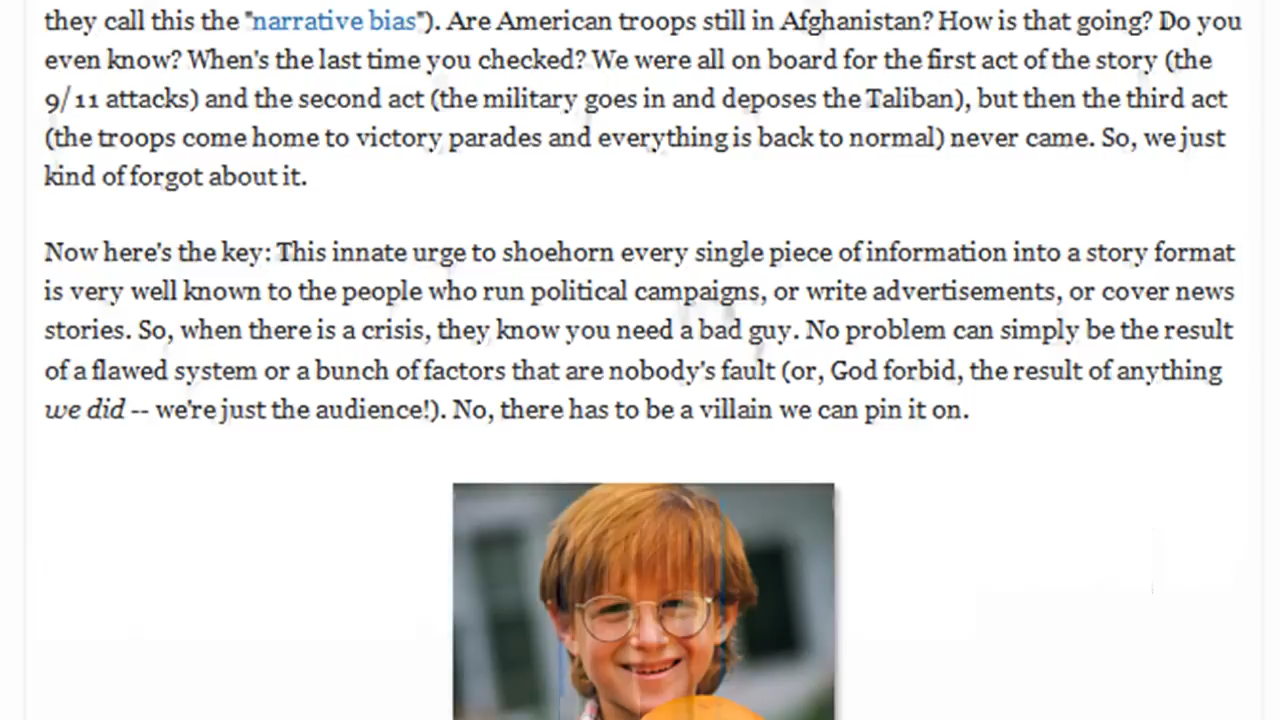 they call this the "narrative bias"). Are American troops still in Afghanistan? How is that going? Do you
even know? When's the last time you checked? We were all on board for the first act of the story (the
9/11 attacks) and the second act (the military goes in and deposes the Taliban), but then the third act
(the troops come home to victory parades and everything is back to normal) never came. So, we just
kind of forgot about it.
Now here's the key: This innate urge to shoehorn every single piece of information into a story format
is very well known to the people who run political campaigns, or write advertisements, or cover news
stories. So, when there is a crisis, they know you need a bad guy. No problem can simply be the result
of a flawed system or a bunch of factors that are nobody's fault (or, God forbid, the result of anything
we did -- we're just the audience!). No, there has to be a villain we can pin it on.